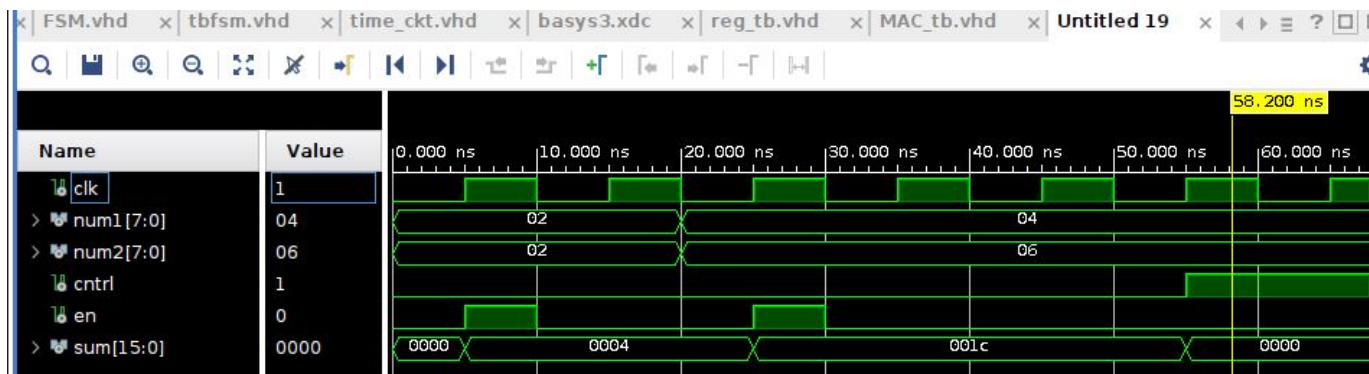 FSM.vhd tbfsm.vhd time_ckt.vhd basys3.xdc reg_tb.vhd MAC_tb.vhd Untitled 19
58.200 ns
Name Value 0.000 ns 10.000 ns 20.000 ns 30.000 ns 40.000 ns 50.000 ns 60.000 ns
clk 1
num1[7:0] 04 02 04
num2[7:0] 06 02 06
cntrl 1
en 0
sum[15:0] 0000 0000 0004 001c 0000